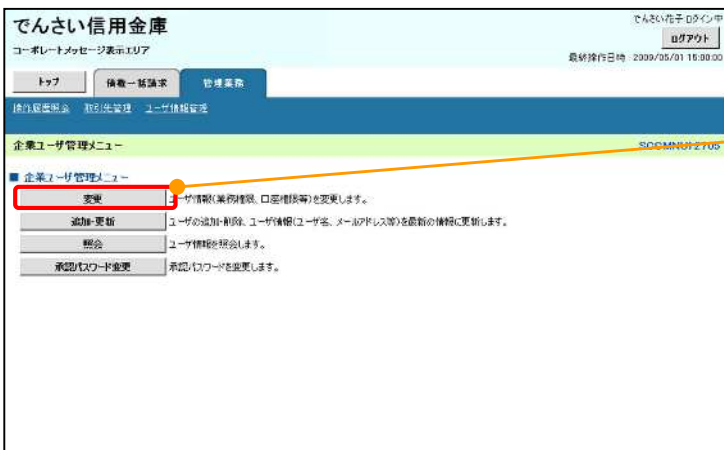 でんさい信用金庫
コーポレートメッセージ表示エリア
でんさい花子 ログイン中
ログアウト
最終操作日時 2009/05/01 15:00:00
トップ
債権一括請求
管理業務
操作履歴照会 取引先管理 ユーザ情報管理
企業ユーザ管理メニュー
■ 企業ユーザ管理メニュー
変更 ユーザ情報(業務権限、口座権限等)を変更します。
追加・更新 ユーザの追加・削除、ユーザ情報(ユーザ名、メールアドレス等)を最新の情報に更新します。
照会 ユーザ情報を照会します。
承認パスワード変更 承認パスワードを変更します。